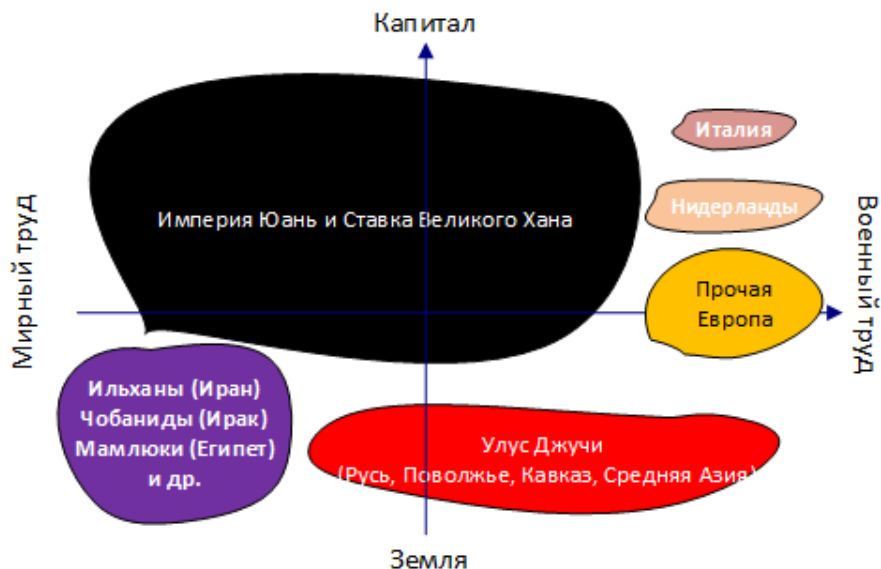 Капитал
Италия
Нидерланды
Империя Юань и Ставка Великого Хана
Мирный труд
Военный труд
Прочая
Европа
Ильханы (Иран)
Чобаниды (Ирак)
Мамлюки (Египет)
и др.
Улус Джучи
(Русь, Поволжье, Кавказ, Средняя Азия)
Земля